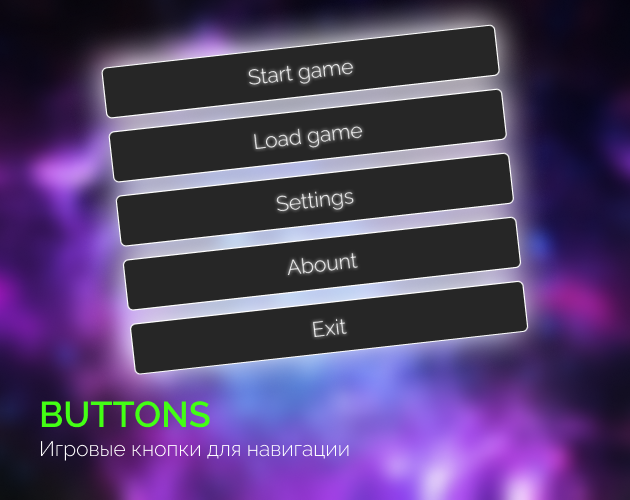 Start game
Load game
Settings
Abount
Exit
BUTTONS
Игровые кнопки для навигации